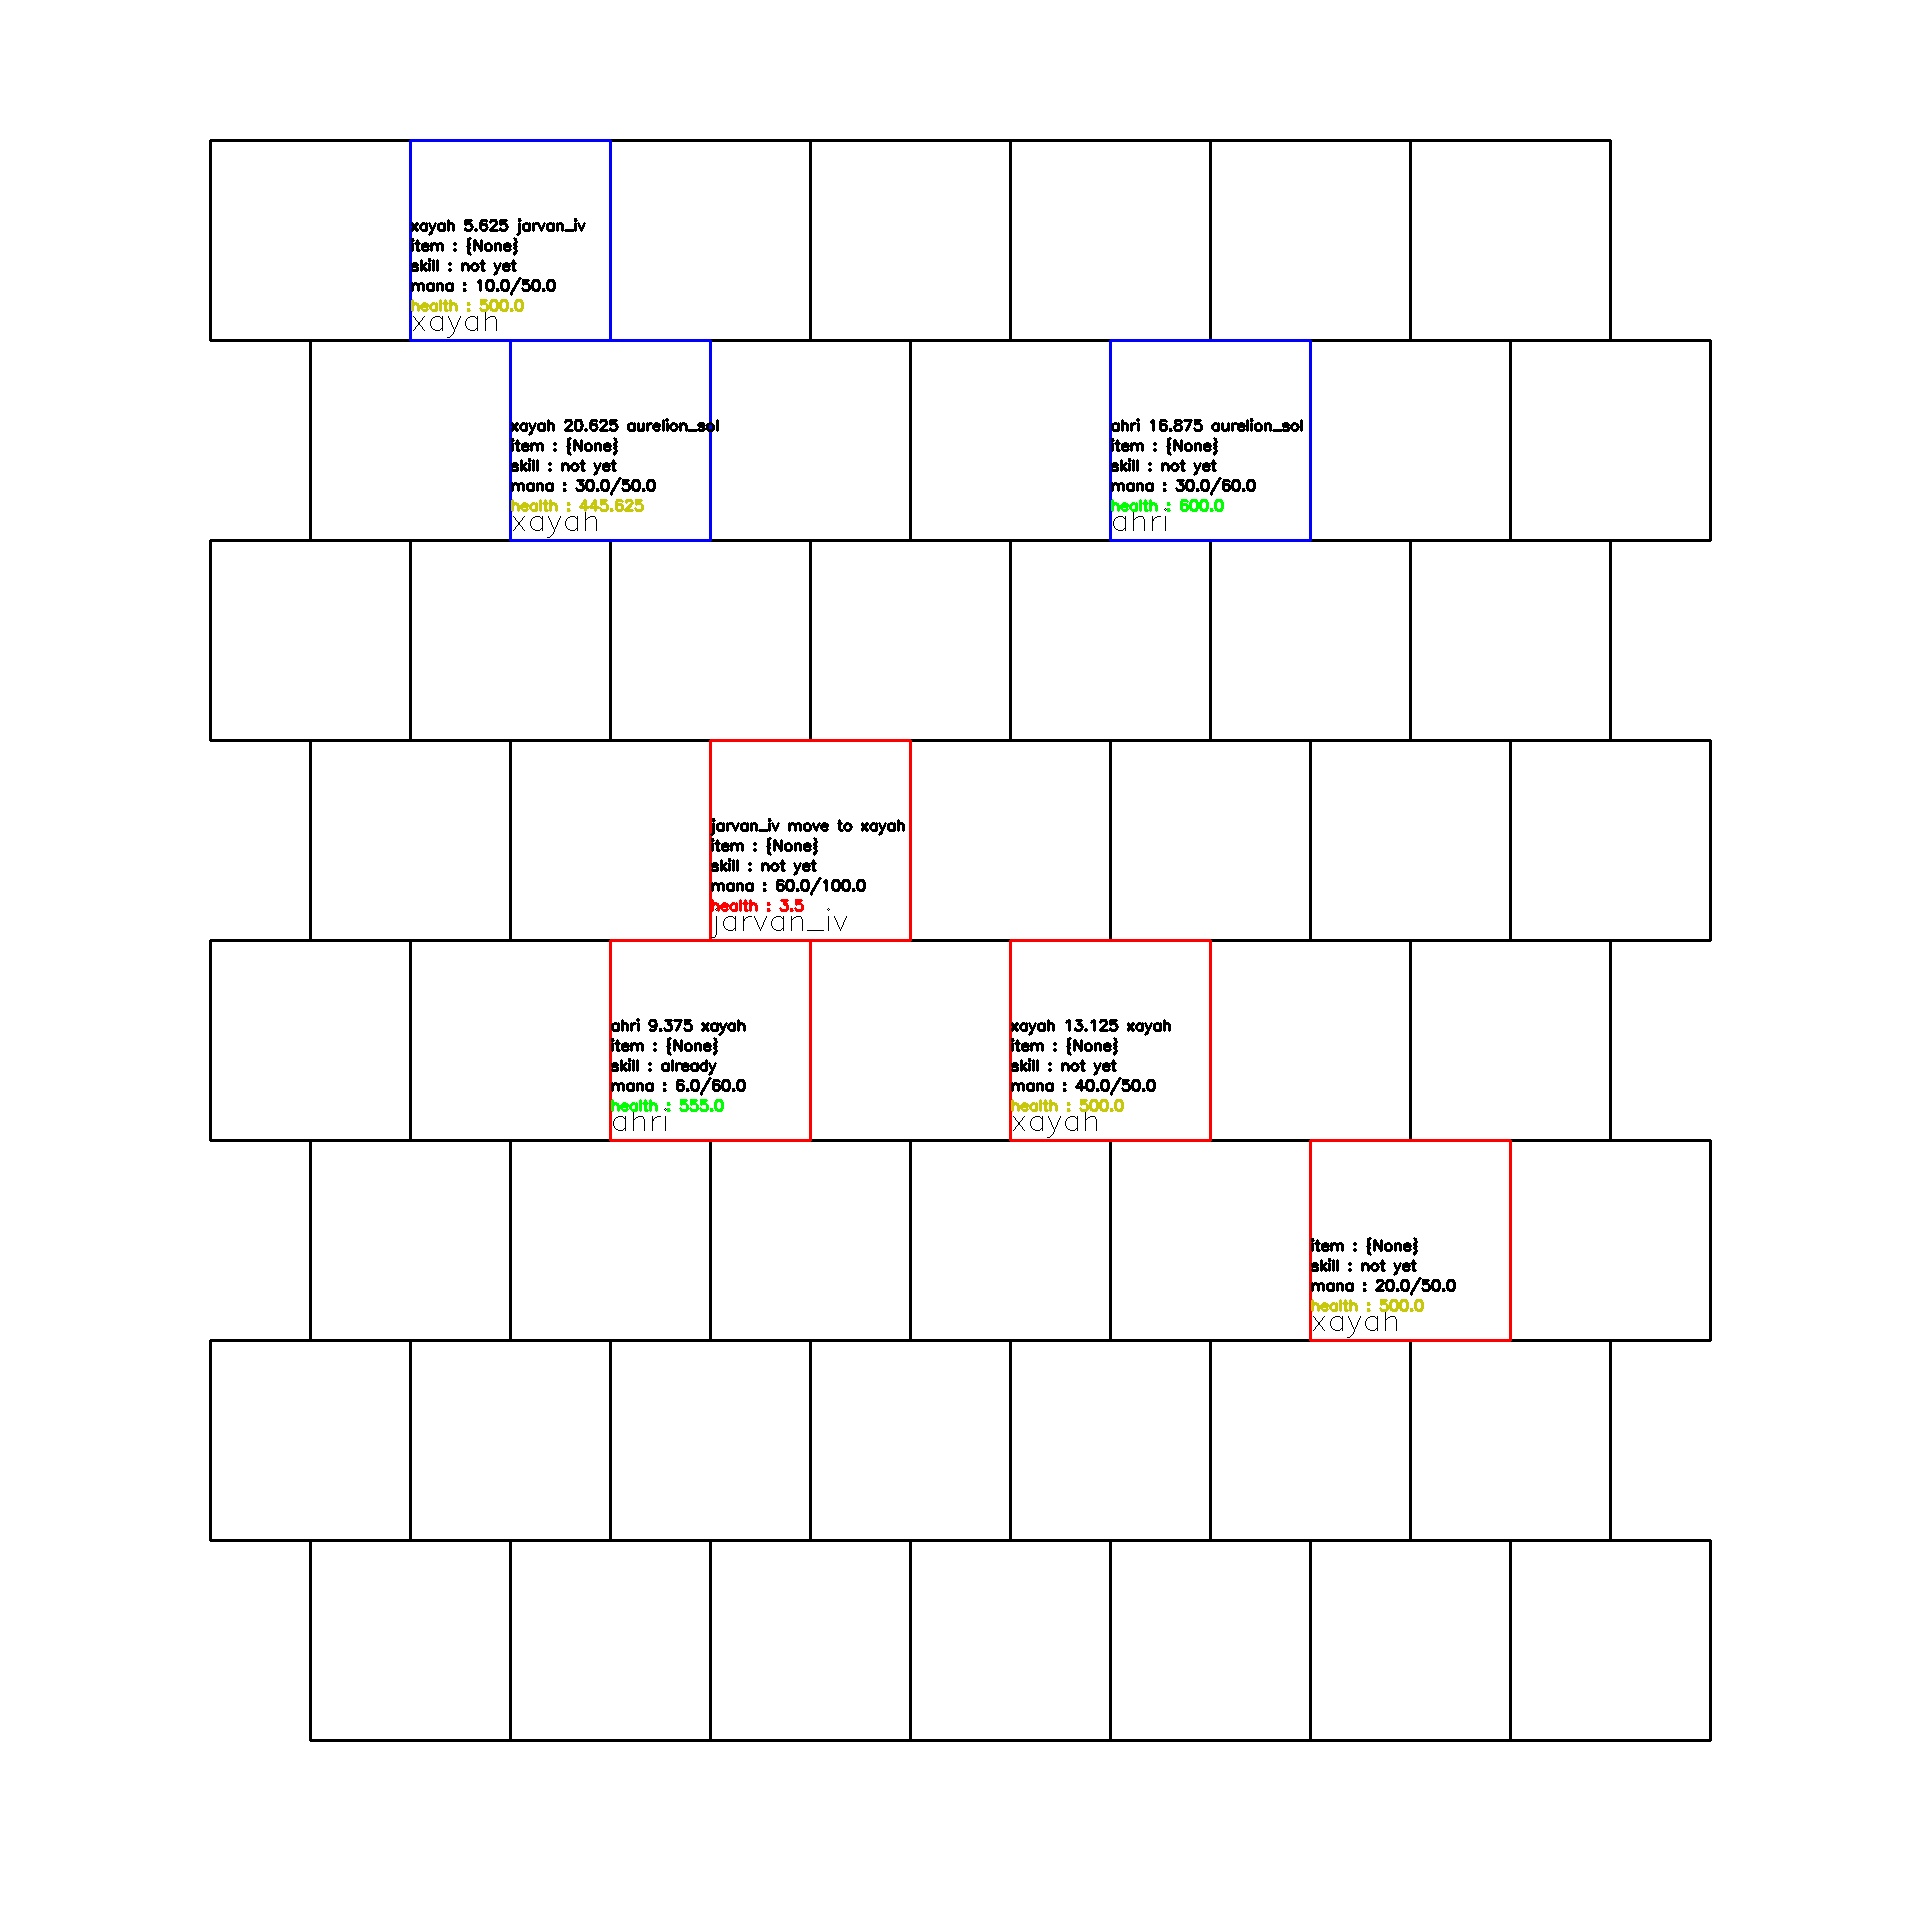 xayah 5.625 jarvan_iv
item : {None}
skill : not yet
mana : 10.0/50.0
health : 500.0
xayah
xayah 20.625 aurelion_sol
item : {None}
skill : not yet
mana : 30.0/50.0
health : 445.625
xayah
ahri 16.875 aurelion_sol
item : {None}
skill : not yet
mana : 30.0/60.0
health : 600.0
ahri
jarvan_iv move to xayah
item : {None}
skill : not yet
mana : 60.0/100.0
health : 3.5
jarvan_iv
ahri 9.375 xayah
item : {None}
skill : already
mana : 6.0/60.0
health : 555.0
ahri
xayah 13.125 xayah
item : {None}
skill : not yet
mana : 40.0/50.0
health : 500.0
xayah
item : {None}
skill : not yet
mana : 20.0/50.0
health : 500.0
xayah